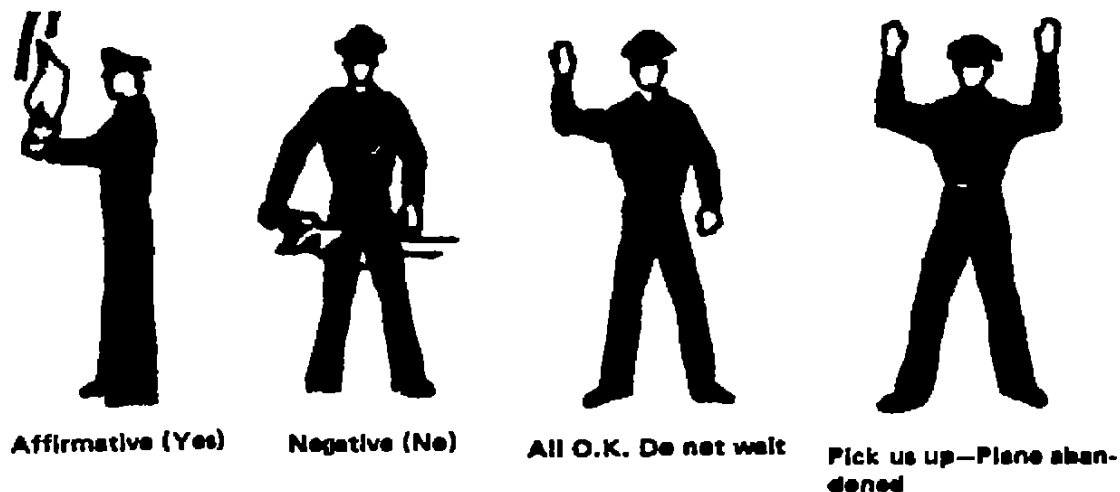 Affirmative (Yes)
Negative (No)
All O.K. Do not wait
Pick us up—Plane aban-
doned